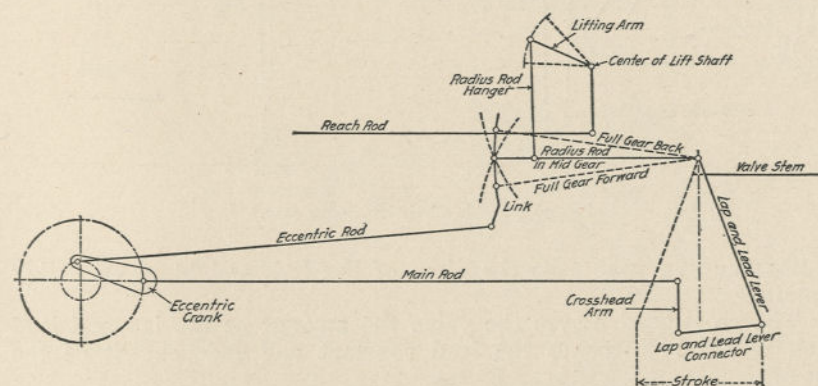 Lifting Arm
Center of Lift Shaft
Radius Rod
Hanger
Reach Rod
Full Gear Back
Radius Rod
In Mid Gear
Full Gear Forward
Valve Stem
Link
Lap and Lead Lever
Eccentric Rod
Main Rod
Eccentric
Crank
Crosshead
Arm
Lap and Lead Lever
Connector
Stroke